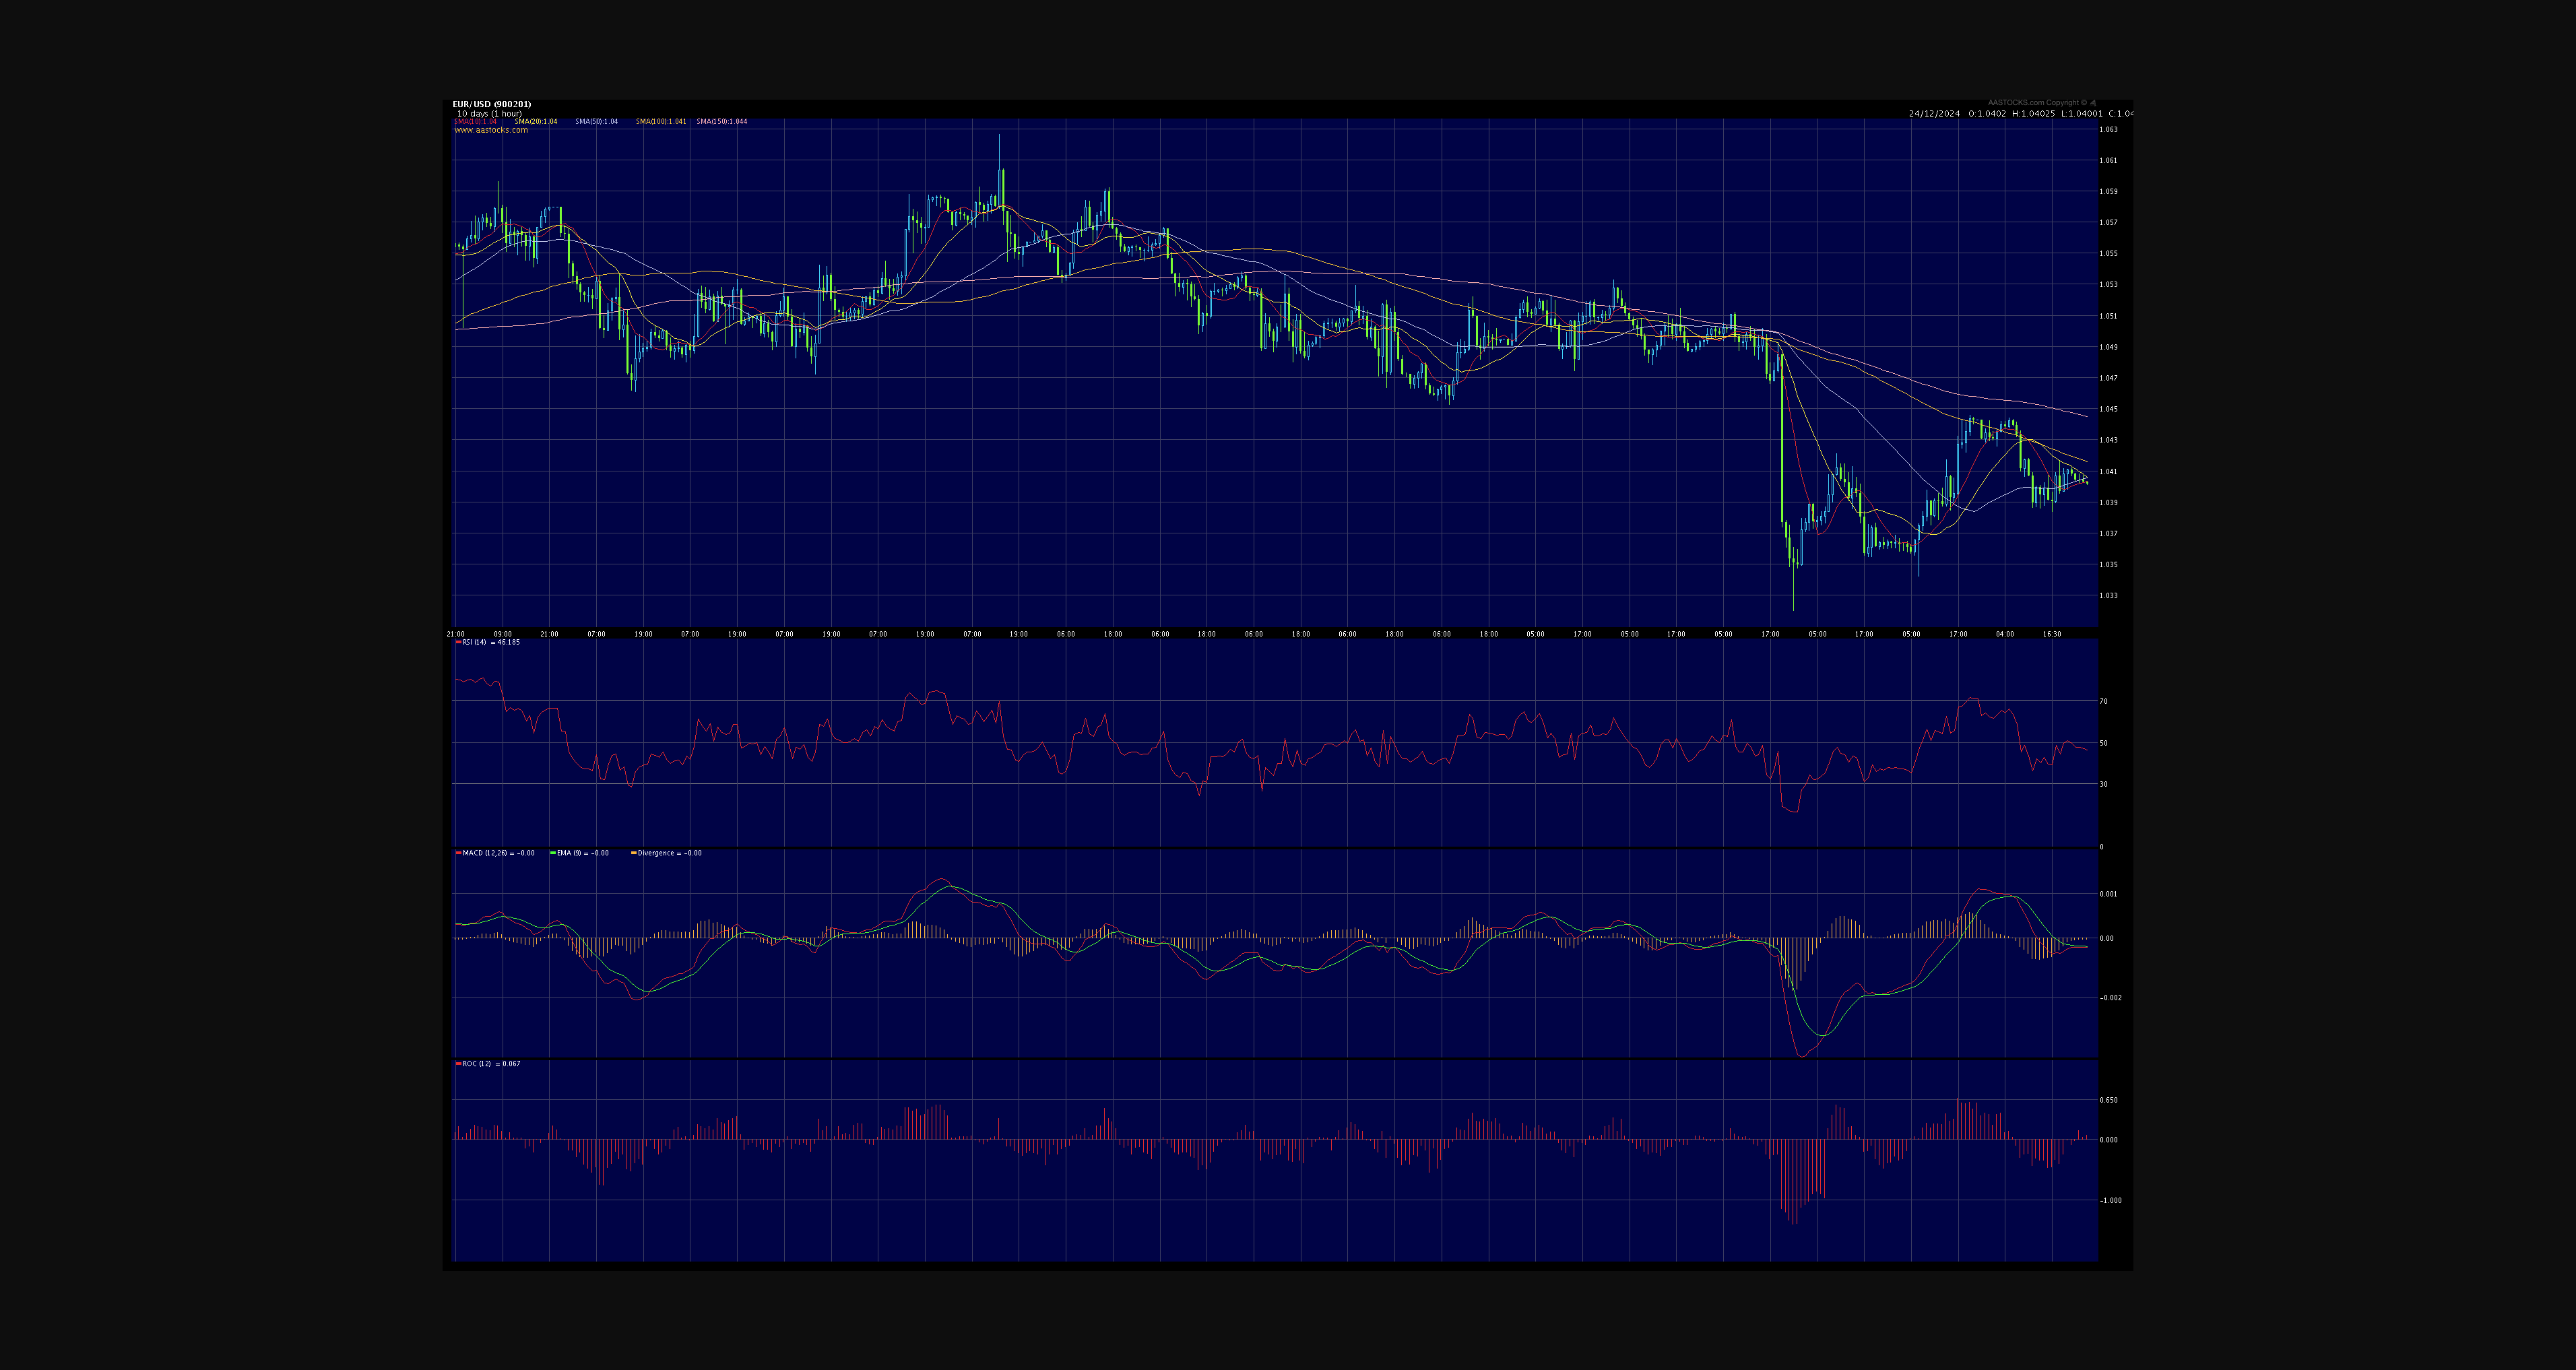 EUR/USD (900201)
AASTOCKS.com Copyright ©
10 days (1 hour)
24/12/2024 O:1.0402 H:1.04025 L:1.04001 C:1.04
SMA(10):1.04 SMA(20):1.04 SMA(50):1.04 SMA(100):1.041 SMA(150):1.044
www.aastocks.com
1.063
1.061
1.059
1.057
1.055
1.053
1.051
1.049
1.047
1.045
1.043
1.041
1.039
1.037
1.035
1.033
21:00 09:00 21:00 07:00 19:00 07:00 19:00 07:00 19:00 07:00 19:00 07:00 19:00 06:00 18:00 06:00 18:00 06:00 18:00 06:00 18:00 06:00 18:00 05:00 17:00 05:00 17:00 05:00 17:00 05:00 17:00 05:00 17:00 04:00 16:30
RSI (14) = 46.185
70
50
30
0
MACD (12,26) = -0.00 EMA (9) = -0.00 Divergence = -0.00
0.001
0.00
-0.002
ROC (12) = 0.067
0.650
0.000
-1.000